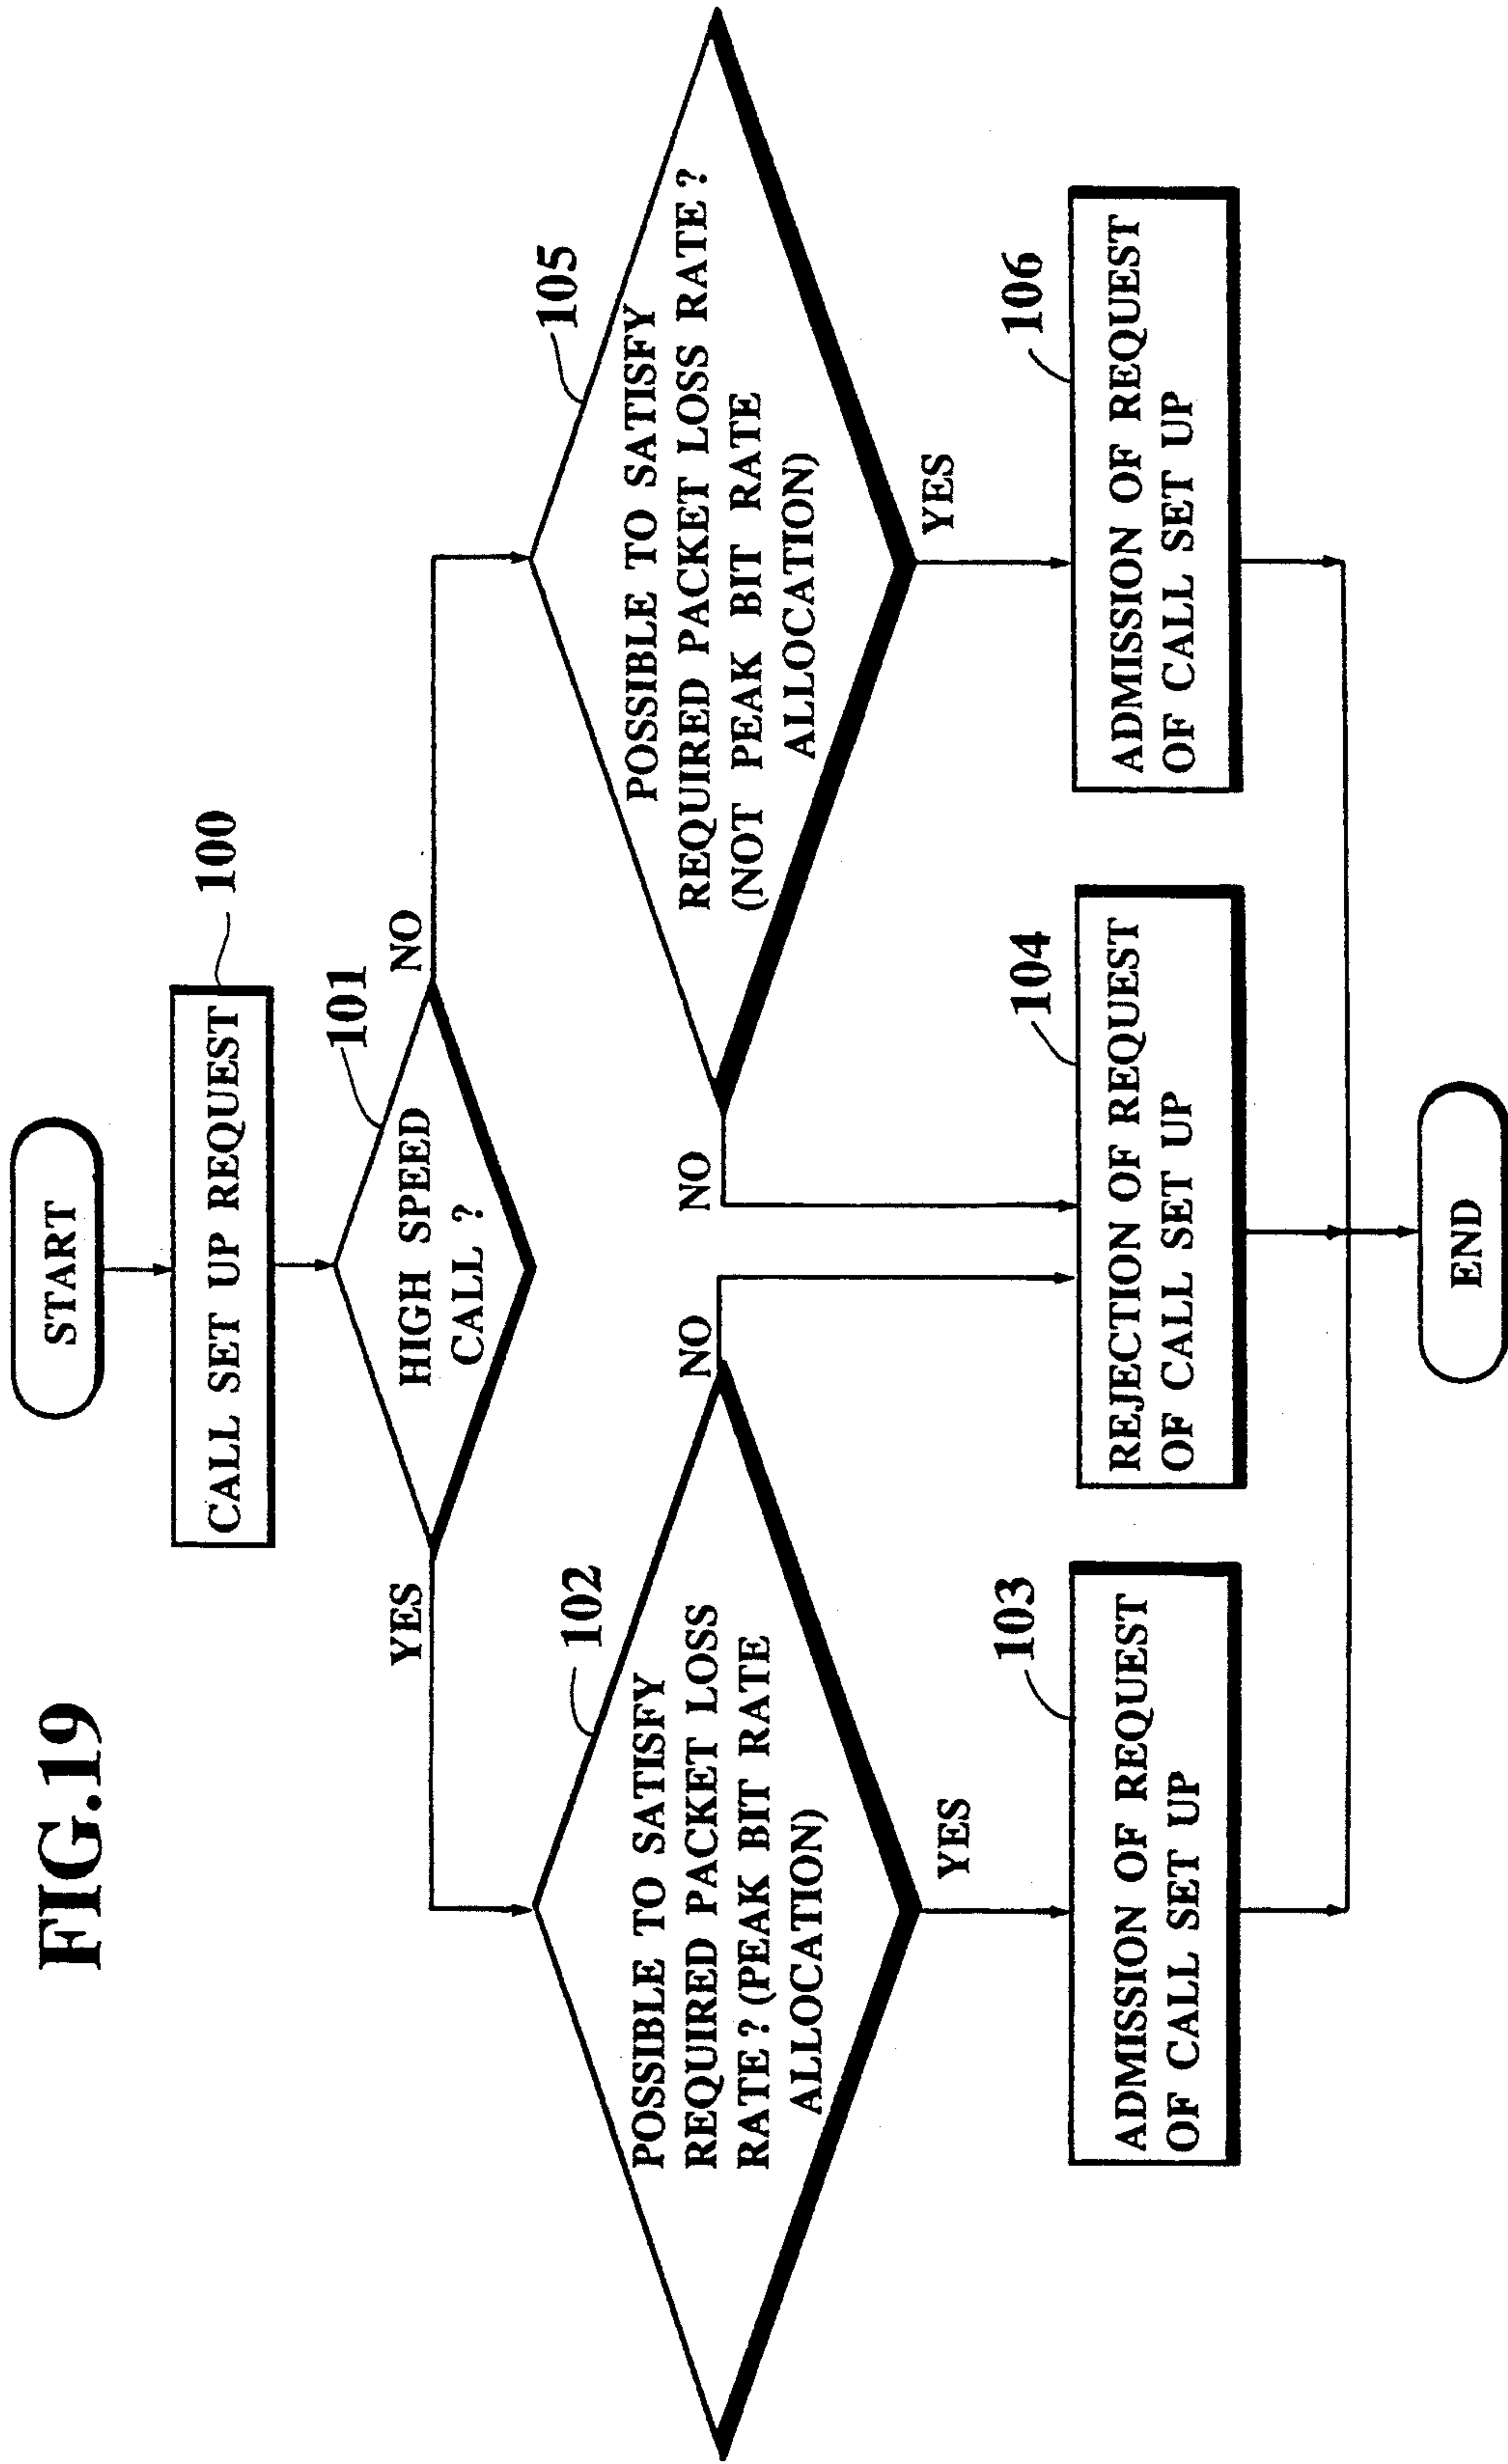 FIG.19
START
CALL SET UP REQUEST
100
HIGH SPEED
CALL ?
101
YES
NO
POSSIBLE TO SATISFY
REQUIRED PACKET LOSS
RATE ? (PEAK BIT RATE
ALLOCATION)
102
NO
YES
POSSIBLE TO SATISFY
REQUIRED PACKET LOSS RATE ?
(NOT PEAK BIT RATE
ALLOCATION)
105
NO
YES
ADMISSION OF REQUEST
OF CALL SET UP
103
REJECTION OF REQUEST
OF CALL SET UP
104
ADMISSION OF REQUEST
OF CALL SET UP
106
END